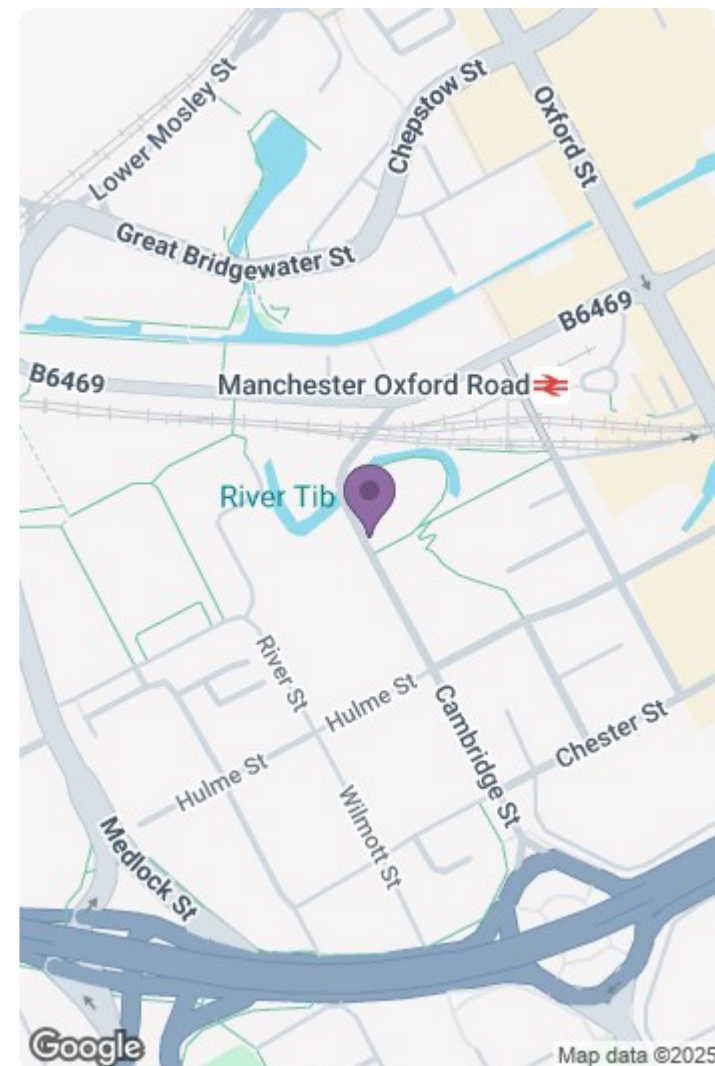 Lower Mosley St
Chepstow St
Oxford St
Great Bridgewater St
B6469
B6469
Manchester Oxford Road
River Tib
River St
Hulme St
Hulme St
Cambridge St
Chester St
Wilmott St
Medlock St
Google
Map data ©2025